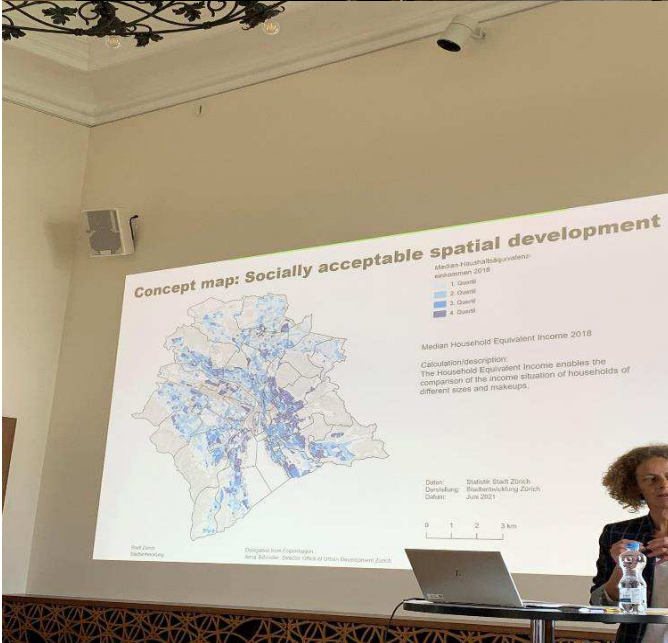 Concept map: Socially acceptable spatial development
Median-Haushaltsäquivalenz-
einkommen 2018
1. Quartil
2. Quartil
3. Quartil
4. Quartil
Median Household Equivalent Income 2018
Calculation/description:
The Household Equivalent Income enables the
comparison of the income situation of households of
different sizes and makeups.
Daten: Statistik Stadt Zürich
Darstellung: Stadtentwicklung Zürich
Datum: Juni 2021
0 1 2 3 km
Stadt Zürich
Stadtentwicklung
Delegation from Copenhagen
Director Office of Urban Development Zurich